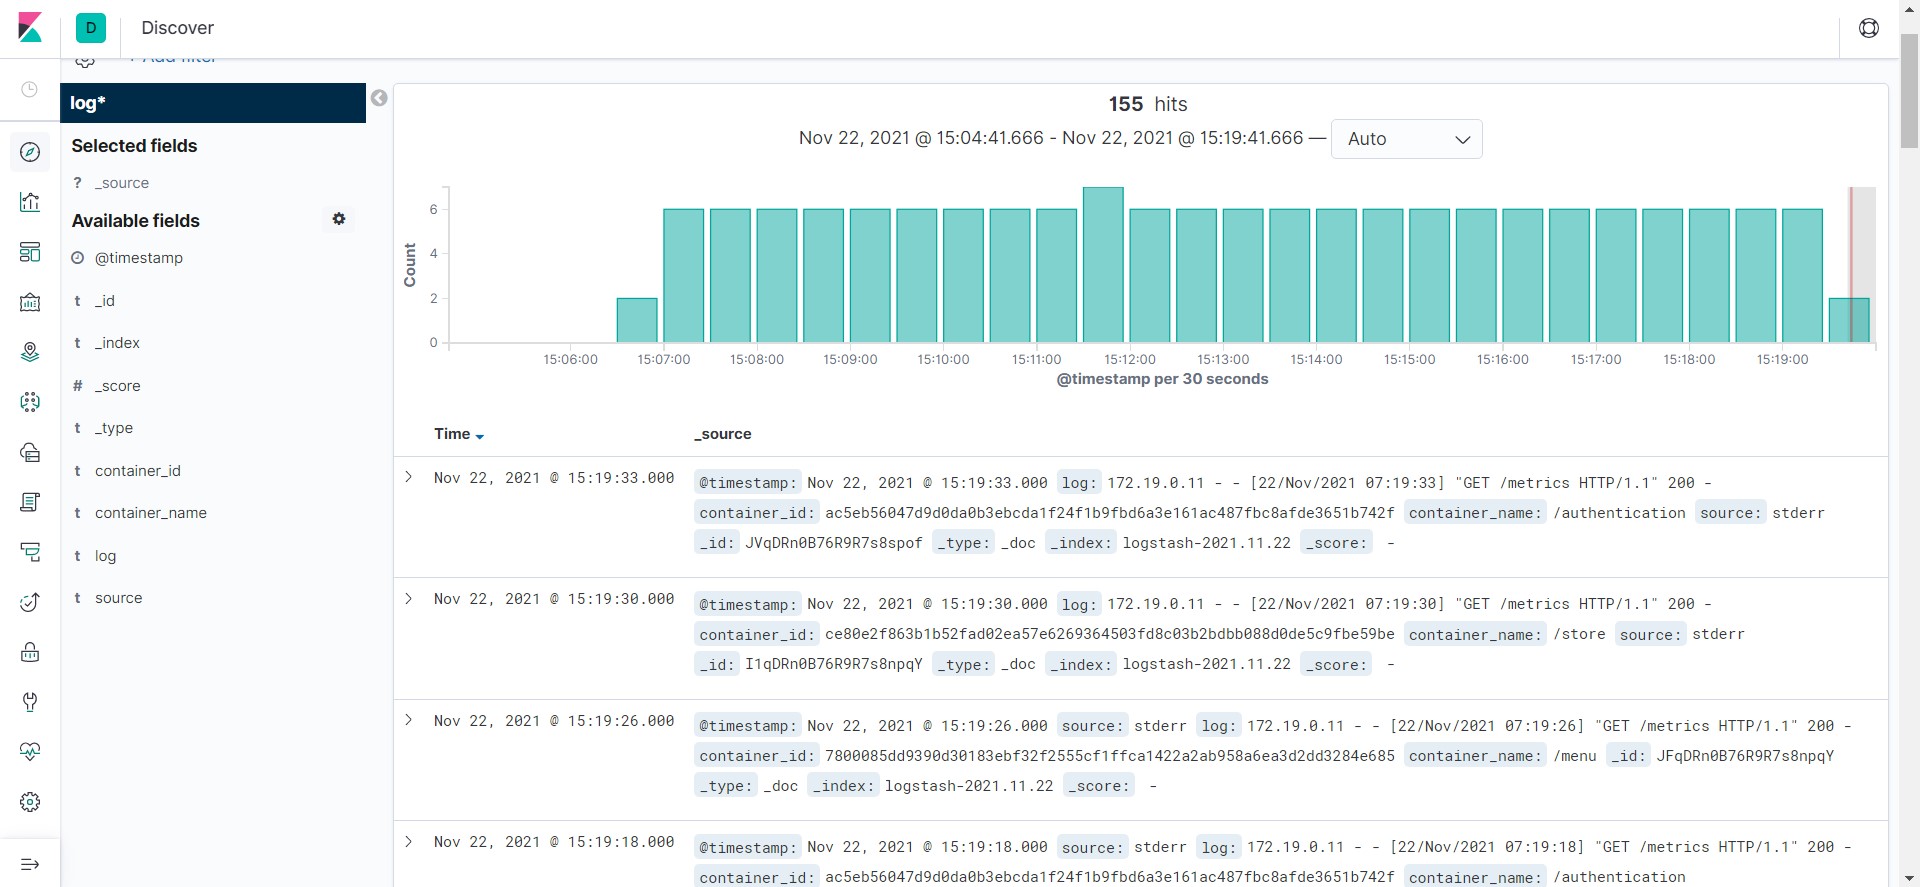 D
Discover
+ Add filter
log*
Selected fields
? _source
Available fields
@timestamp
t _id
t _index
# _score
t _type
t container_id
t container_name
t log
t source
155 hits
Nov 22, 2021 @ 15:04:41.666 - Nov 22, 2021 @ 15:19:41.666 — Auto
Count
6
4
2
0
15:06:00 15:07:00 15:08:00 15:09:00 15:10:00 15:11:00 15:12:00 15:13:00 15:14:00 15:15:00 15:16:00 15:17:00 15:18:00 15:19:00
@timestamp per 30 seconds
Time _source
Nov 22, 2021 @ 15:19:33.000 @timestamp: Nov 22, 2021 @ 15:19:33.000 log: 172.19.0.11 - - [22/Nov/2021 07:19:33] "GET /metrics HTTP/1.1" 200 -
container_id: ac5eb56047d9d0da0b3ebcda1f24f1b9fbd6a3e161ac487fbc8afde3651b742f container_name: /authentication source: stderr
_id: JVqDRn0B76R9R7s8spof _type: _doc _index: logstash-2021.11.22 _score: -
Nov 22, 2021 @ 15:19:30.000 @timestamp: Nov 22, 2021 @ 15:19:30.000 log: 172.19.0.11 - - [22/Nov/2021 07:19:30] "GET /metrics HTTP/1.1" 200 -
container_id: ce80e2f863b1b52fad02ea57e6269364503fd8c03b2bdbb088d0de5c9fbe59be container_name: /store source: stderr
_id: I1qDRn0B76R9R7s8npqY _type: _doc _index: logstash-2021.11.22 _score: -
Nov 22, 2021 @ 15:19:26.000 @timestamp: Nov 22, 2021 @ 15:19:26.000 source: stderr log: 172.19.0.11 - - [22/Nov/2021 07:19:26] "GET /metrics HTTP/1.1" 200 -
container_id: 7800085dd9390d30183ebf32f2555cf1ffca1422a2ab958a6ea3d2dd3284e685 container_name: /menu _id: JFqDRn0B76R9R7s8npqY
_type: _doc _index: logstash-2021.11.22 _score: -
Nov 22, 2021 @ 15:19:18.000 @timestamp: Nov 22, 2021 @ 15:19:18.000 source: stderr log: 172.19.0.11 - - [22/Nov/2021 07:19:18] "GET /metrics HTTP/1.1" 200 -
container_id: ac5eb56047d9d0da0b3ebcda1f24f1b9fbd6a3e161ac487fbc8afde3651b742f container_name: /authentication